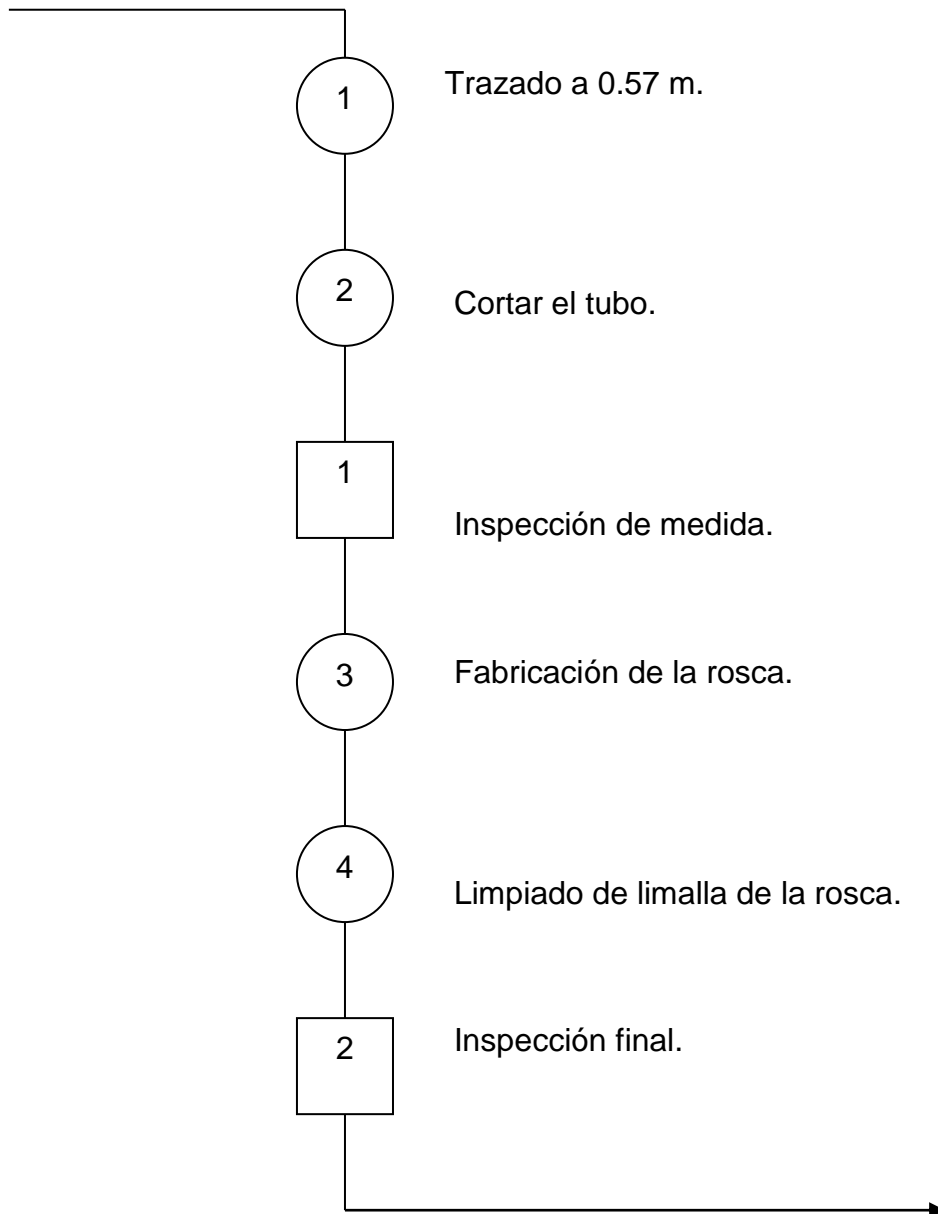 1
Trazado a 0.57 m.
2
Cortar el tubo.
1
Inspección de medida.
3
Fabricación de la rosca.
4
Limpiado de limalla de la rosca.
2
Inspección final.